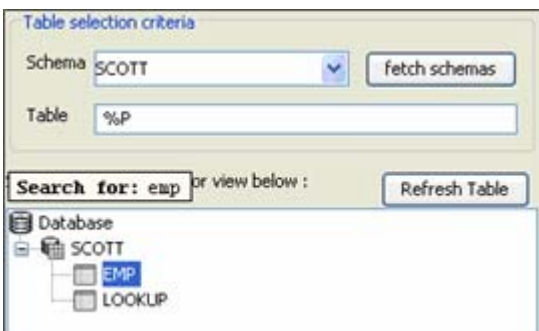 Table selection criteria
Schema SCOTT fetch schemas
Table %P
Search for: emp or view below :
Refresh Table
Database
SCOTT
EMP
LOOKUP